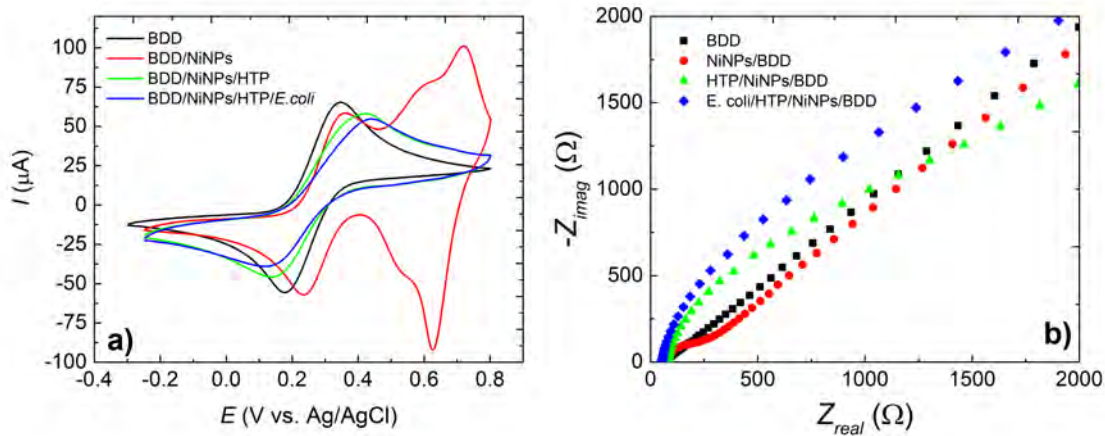 BDD
BDD/NiNPs
BDD/NiNPs/HTP
BDD/NiNPs/HTP/E.coli
100
75
50
25
0
-25
-50
-75
-100
I (μA)
a)
-0.4 -0.2 0.0 0.2 0.4 0.6 0.8
E (V vs. Ag/AgCl)
BDD
NiNPs/BDD
HTP/NiNPs/BDD
E. coli/HTP/NiNPs/BDD
2000
1500
1000
500
0
-Zimag (Ω)
b)
0 500 1000 1500 2000
Zreal (Ω)